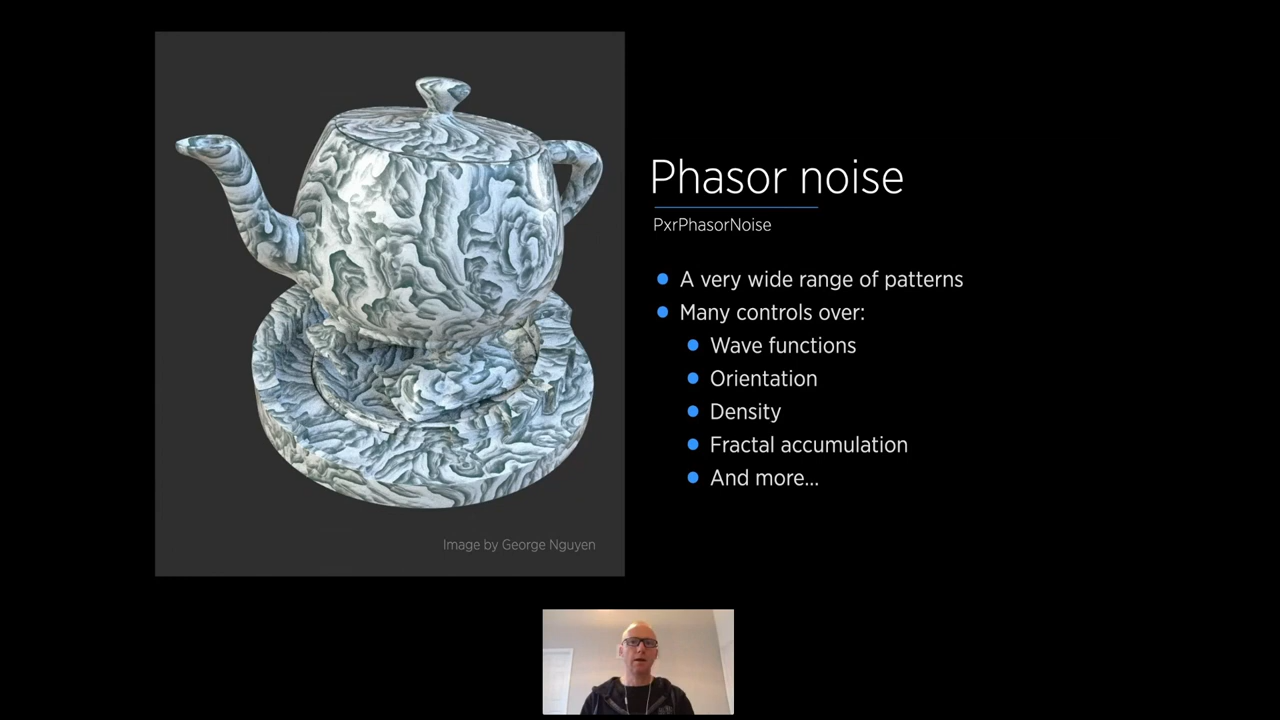 Phasor noise
PxrPhasorNoise
A very wide range of patterns
Many controls over:
Wave functions
Orientation
Density
Fractal accumulation
And more...
Image by George Nguyen